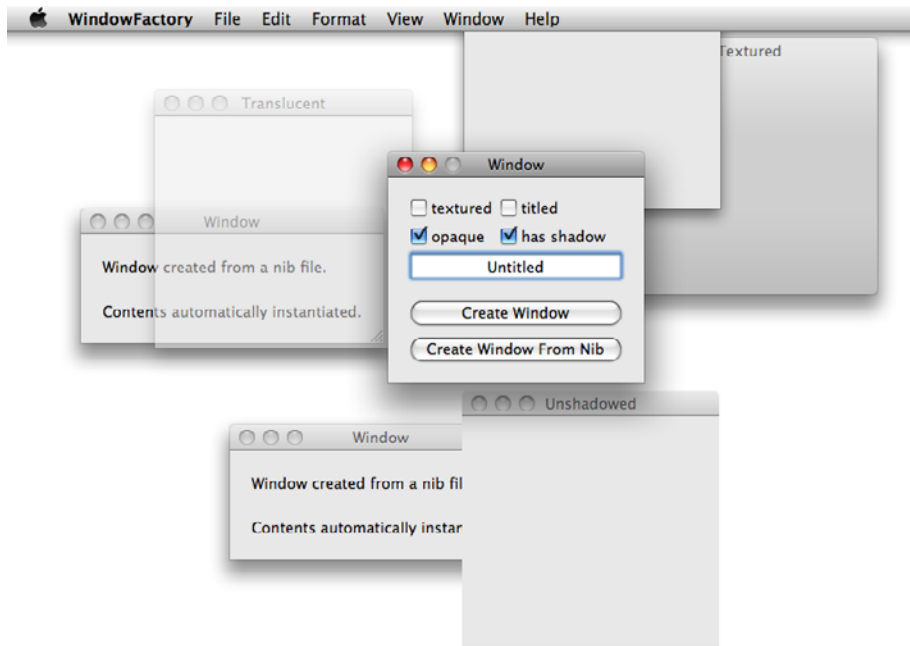 WindowFactory File Edit Format View Window Help
Textured
Translucent
Window
textured titled
opaque has shadow
Untitled
Create Window
Create Window From Nib
Window
Window created from a nib file.
Contents automatically instantiated.
Unshadowed
Window
Window created from a nib fil
Contents automatically instar